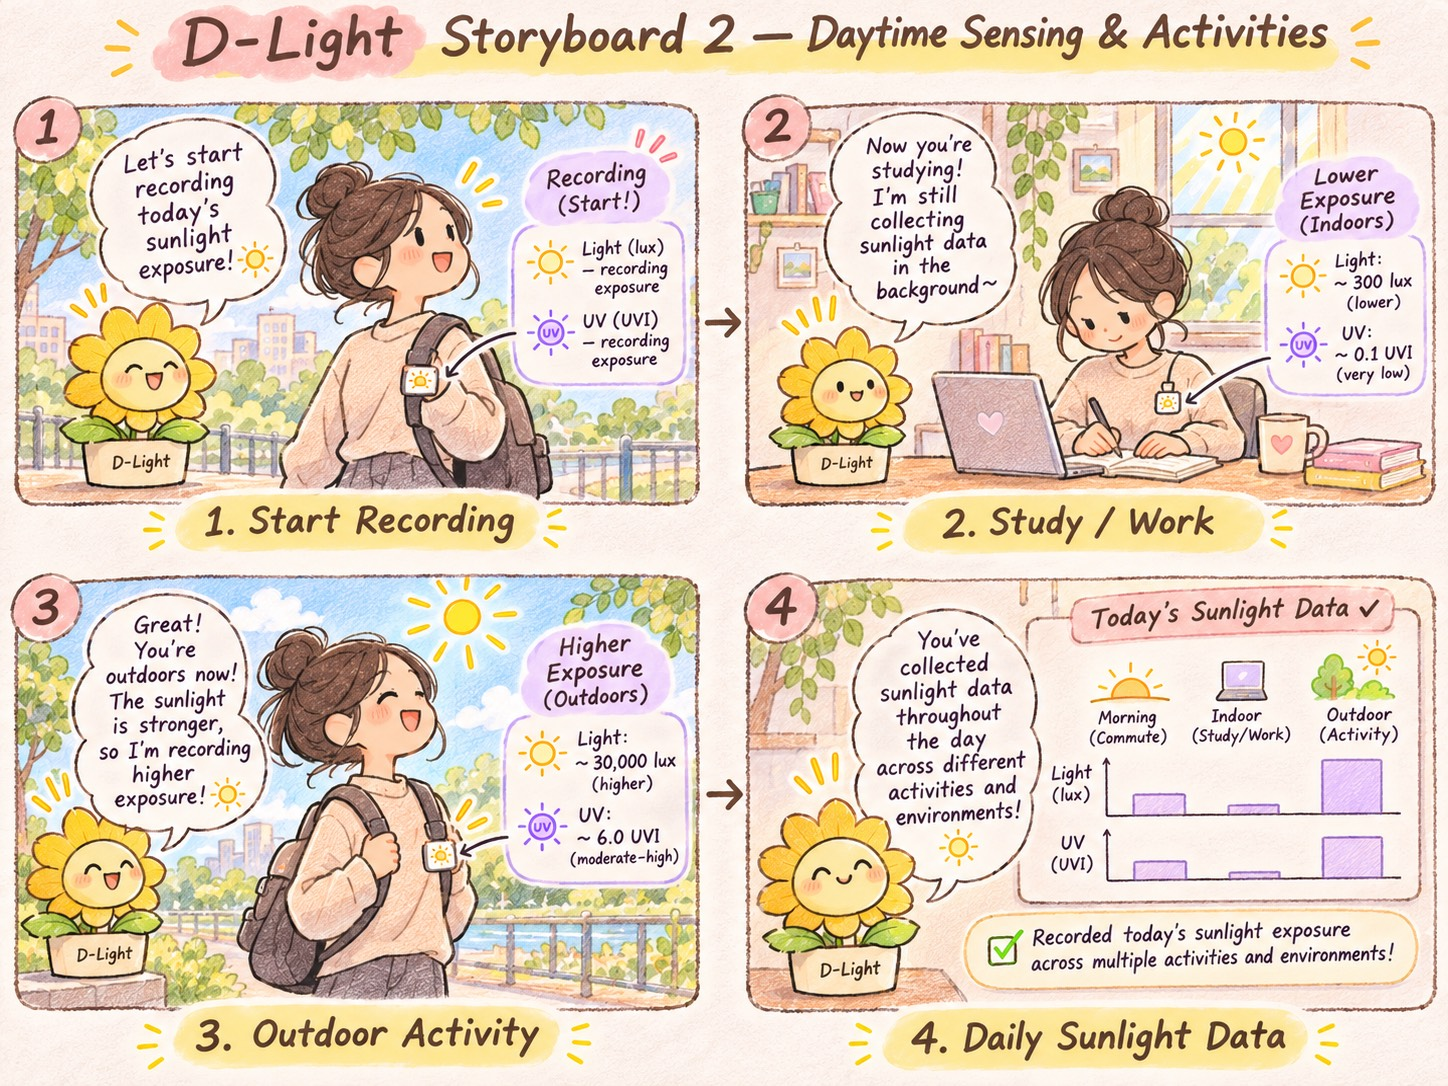 D-Light Storyboard 2 — Daytime Sensing & Activities
1
Let's start
recording
today's
sunlight
exposure!
Recording
(Start!)
Light (lux)
— recording
exposure
UV
UV (UVI)
— recording
exposure
D-Light
1. Start Recording
2
Now you're
studying!
I'm still
collecting
sunlight data
in the
background~
Lower
Exposure
(Indoors)
Light:
~ 300 lux
(lower)
UV
UV:
~ 0.1 UVI
(very low)
D-Light
2. Study / Work
3
Great!
You're
outdoors now!
The sunlight
is stronger,
so I'm recording
higher
exposure!
Higher
Exposure
(Outdoors)
Light:
~ 30,000 lux
(higher)
UV
UV:
~ 6.0 UVI
(moderate-high)
D-Light
3. Outdoor Activity
4
You've
collected
sunlight data
throughout
the day
across different
activities and
environments!
Today's Sunlight Data ✓
Morning
(Commute)
Indoor
(Study/Work)
Outdoor
(Activity)
Light
(lux)
UV
(UVI)
Recorded today's sunlight exposure
across multiple activities and environments!
D-Light
4. Daily Sunlight Data